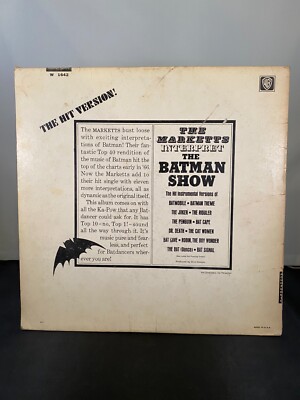 W 1642
THE HIT VERSION!
The MARKETTS bust loose
with exciting interpreta-
tions of Batman! Their fan-
tastic Top 40 rendition of
the music of Batman hit the
top of the charts early in '66.
Now the Marketts add to
their hit single with eleven
more interpretations, all as
dynamic as the original itself.
This album comes on with
all the Ka-Pow that any Bat-
dancer could ask for. It has
Top 10-no, Top 1!-sound
all the way through it. It's
music pure and fear-
less, and perfect
for Batdancers wher-
ever you are!
THE
MARKETTS
INTERPRET
THE
BATMAN
SHOW
The Hit Instrumental Versions of
BATMOBILE • BATMAN THEME
THE JOKER • THE RIDDLER
THE PENGUIN • BAT CAPE
DR. DEATH • THE CAT WOMEN
BAT CAVE • ROBIN, THE BOY WONDER
THE BAT (Dance) • BAT SIGNAL